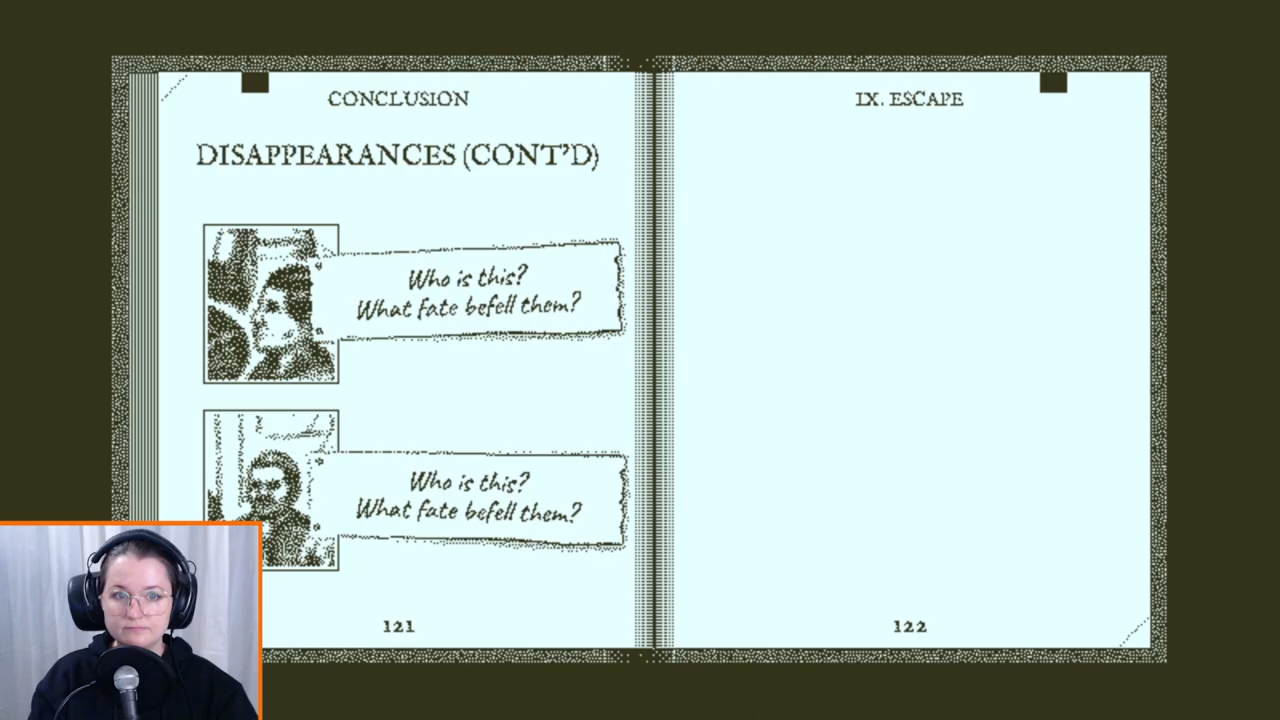 CONCLUSION
DISAPPEARANCES (CONT'D)
Who is this?
What fate befell them?
Who is this?
What fate befell them?
121
IX. ESCAPE
122